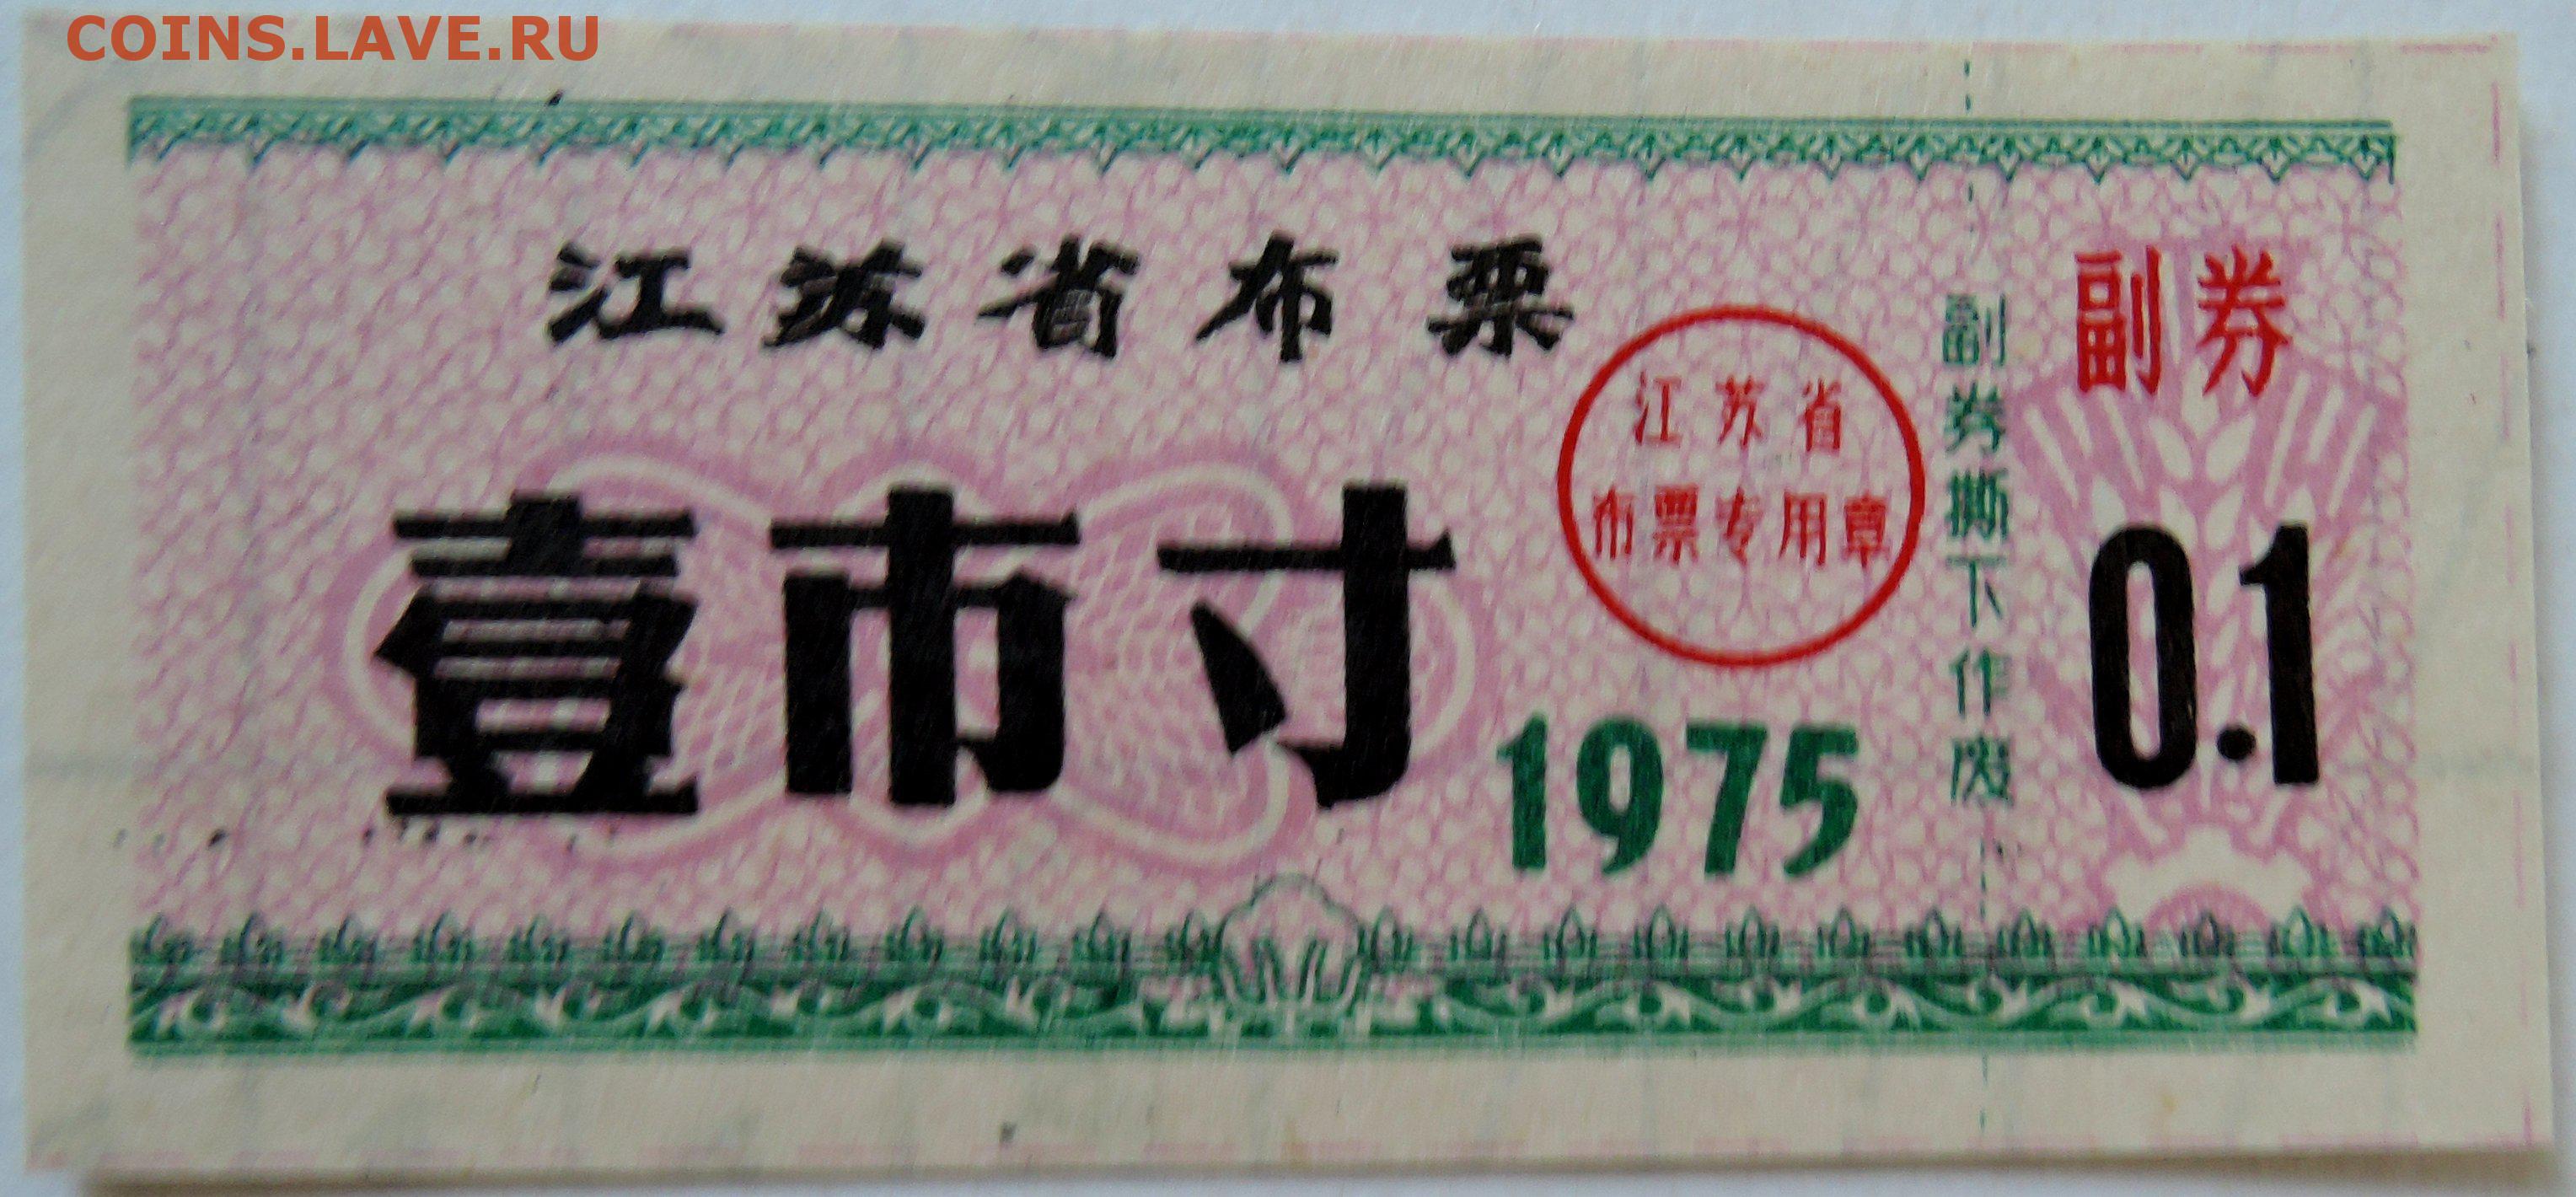 COINS.LAVE.RU
江苏省布票
壹市寸
江苏省
布票专用章
1975
副券撕下作废
副券
0.1